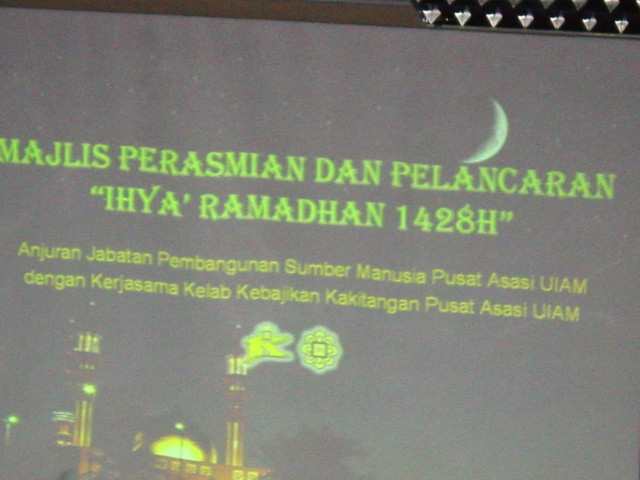 MAJLIS PERASMIAN DAN PELANCARAN
“IHYA’ RAMADHAN 1428H”
Anjuran Jabatan Pembangunan Sumber Manusia Pusat Asasi UIAM
dengan Kerjasama Kelab Kebajikan Kakitangan Pusat Asasi UIAM